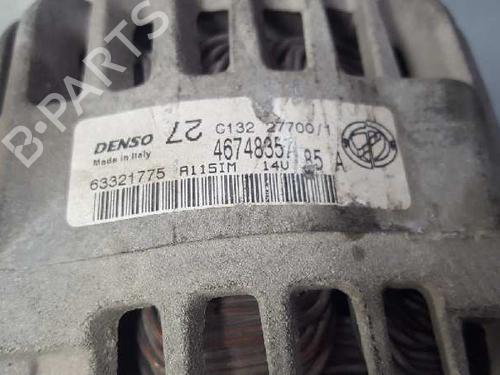 B-PARTS
DENSO 27 C132 27700/1
Made in Italy 46748357 85 A
63321775 A115IM 14V